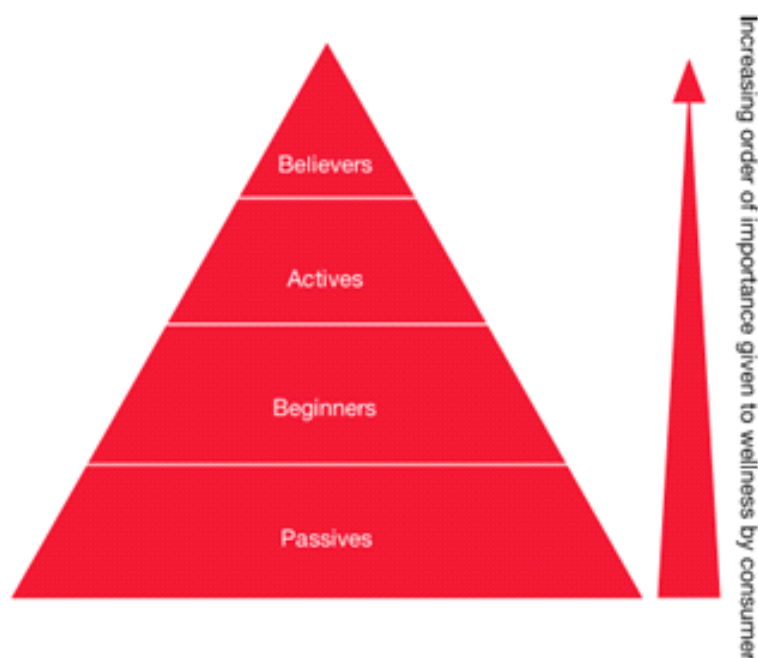 Believers
Actives
Beginners
Passives
Increasing order of importance given to wellness by consumer